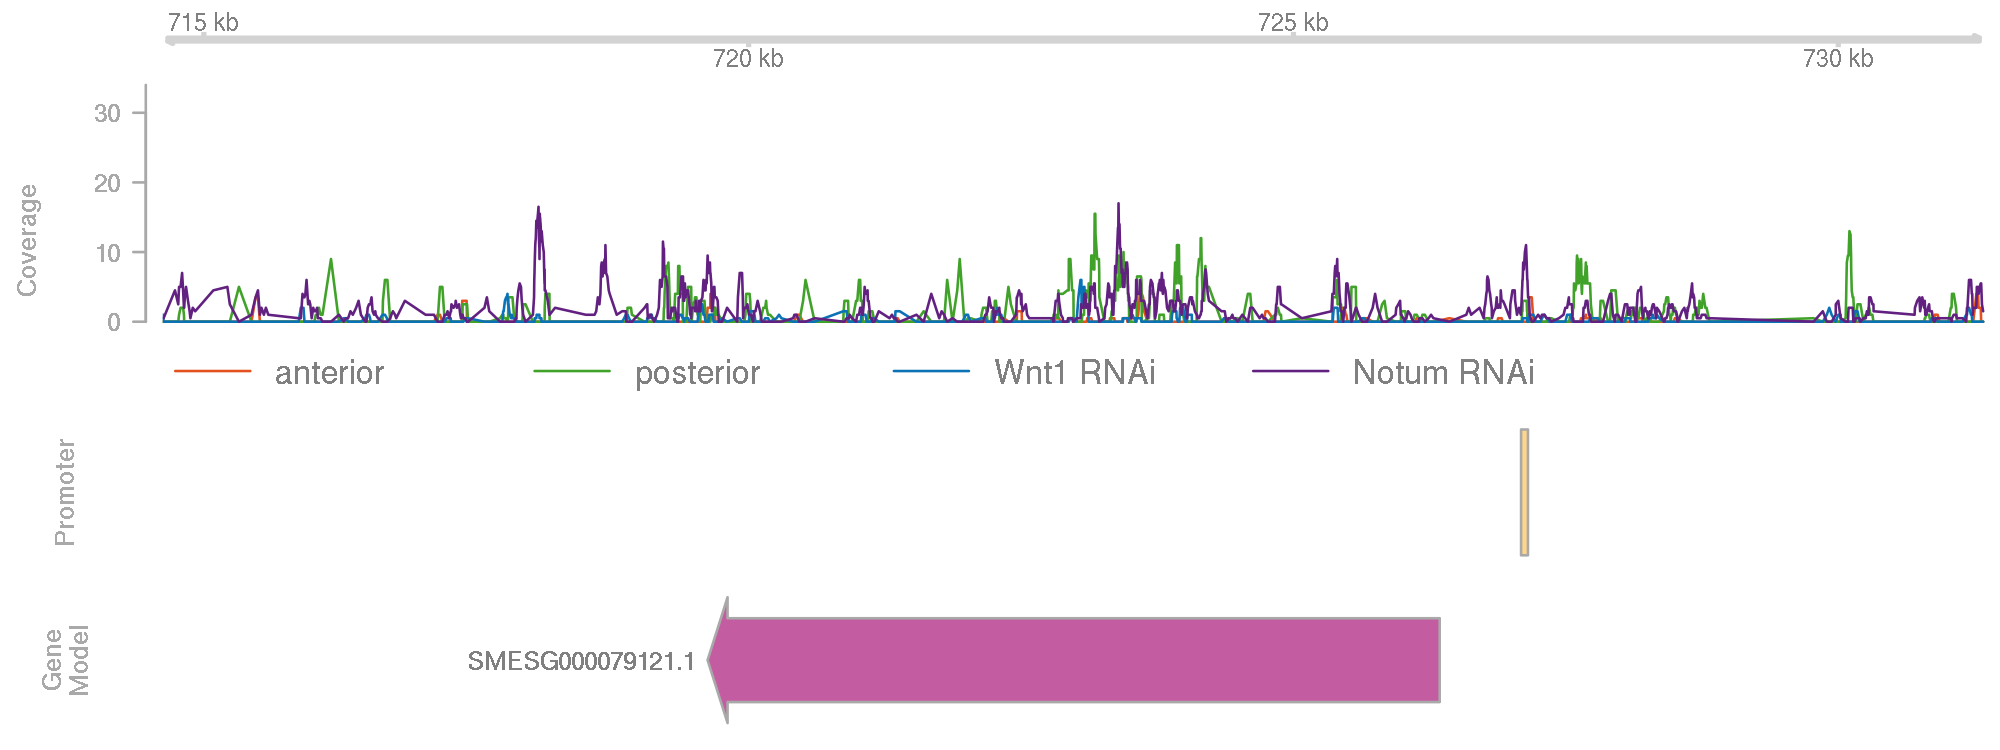 715 kb
725 kb
720 kb
730 kb
Coverage
30
20
10
0
anterior
posterior
Wnt1 RNAi
Notum RNAi
Promoter
Gene
Model
SMESG000079121.1